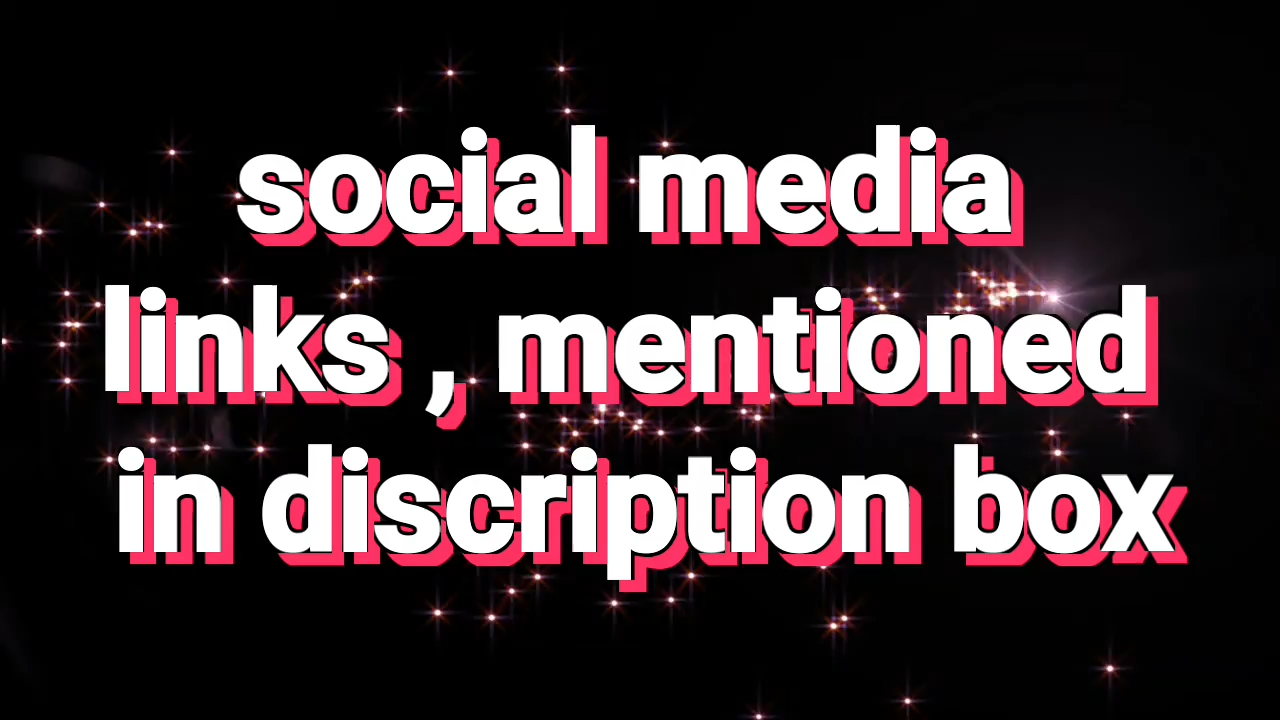 social media
links , mentioned
in discription box